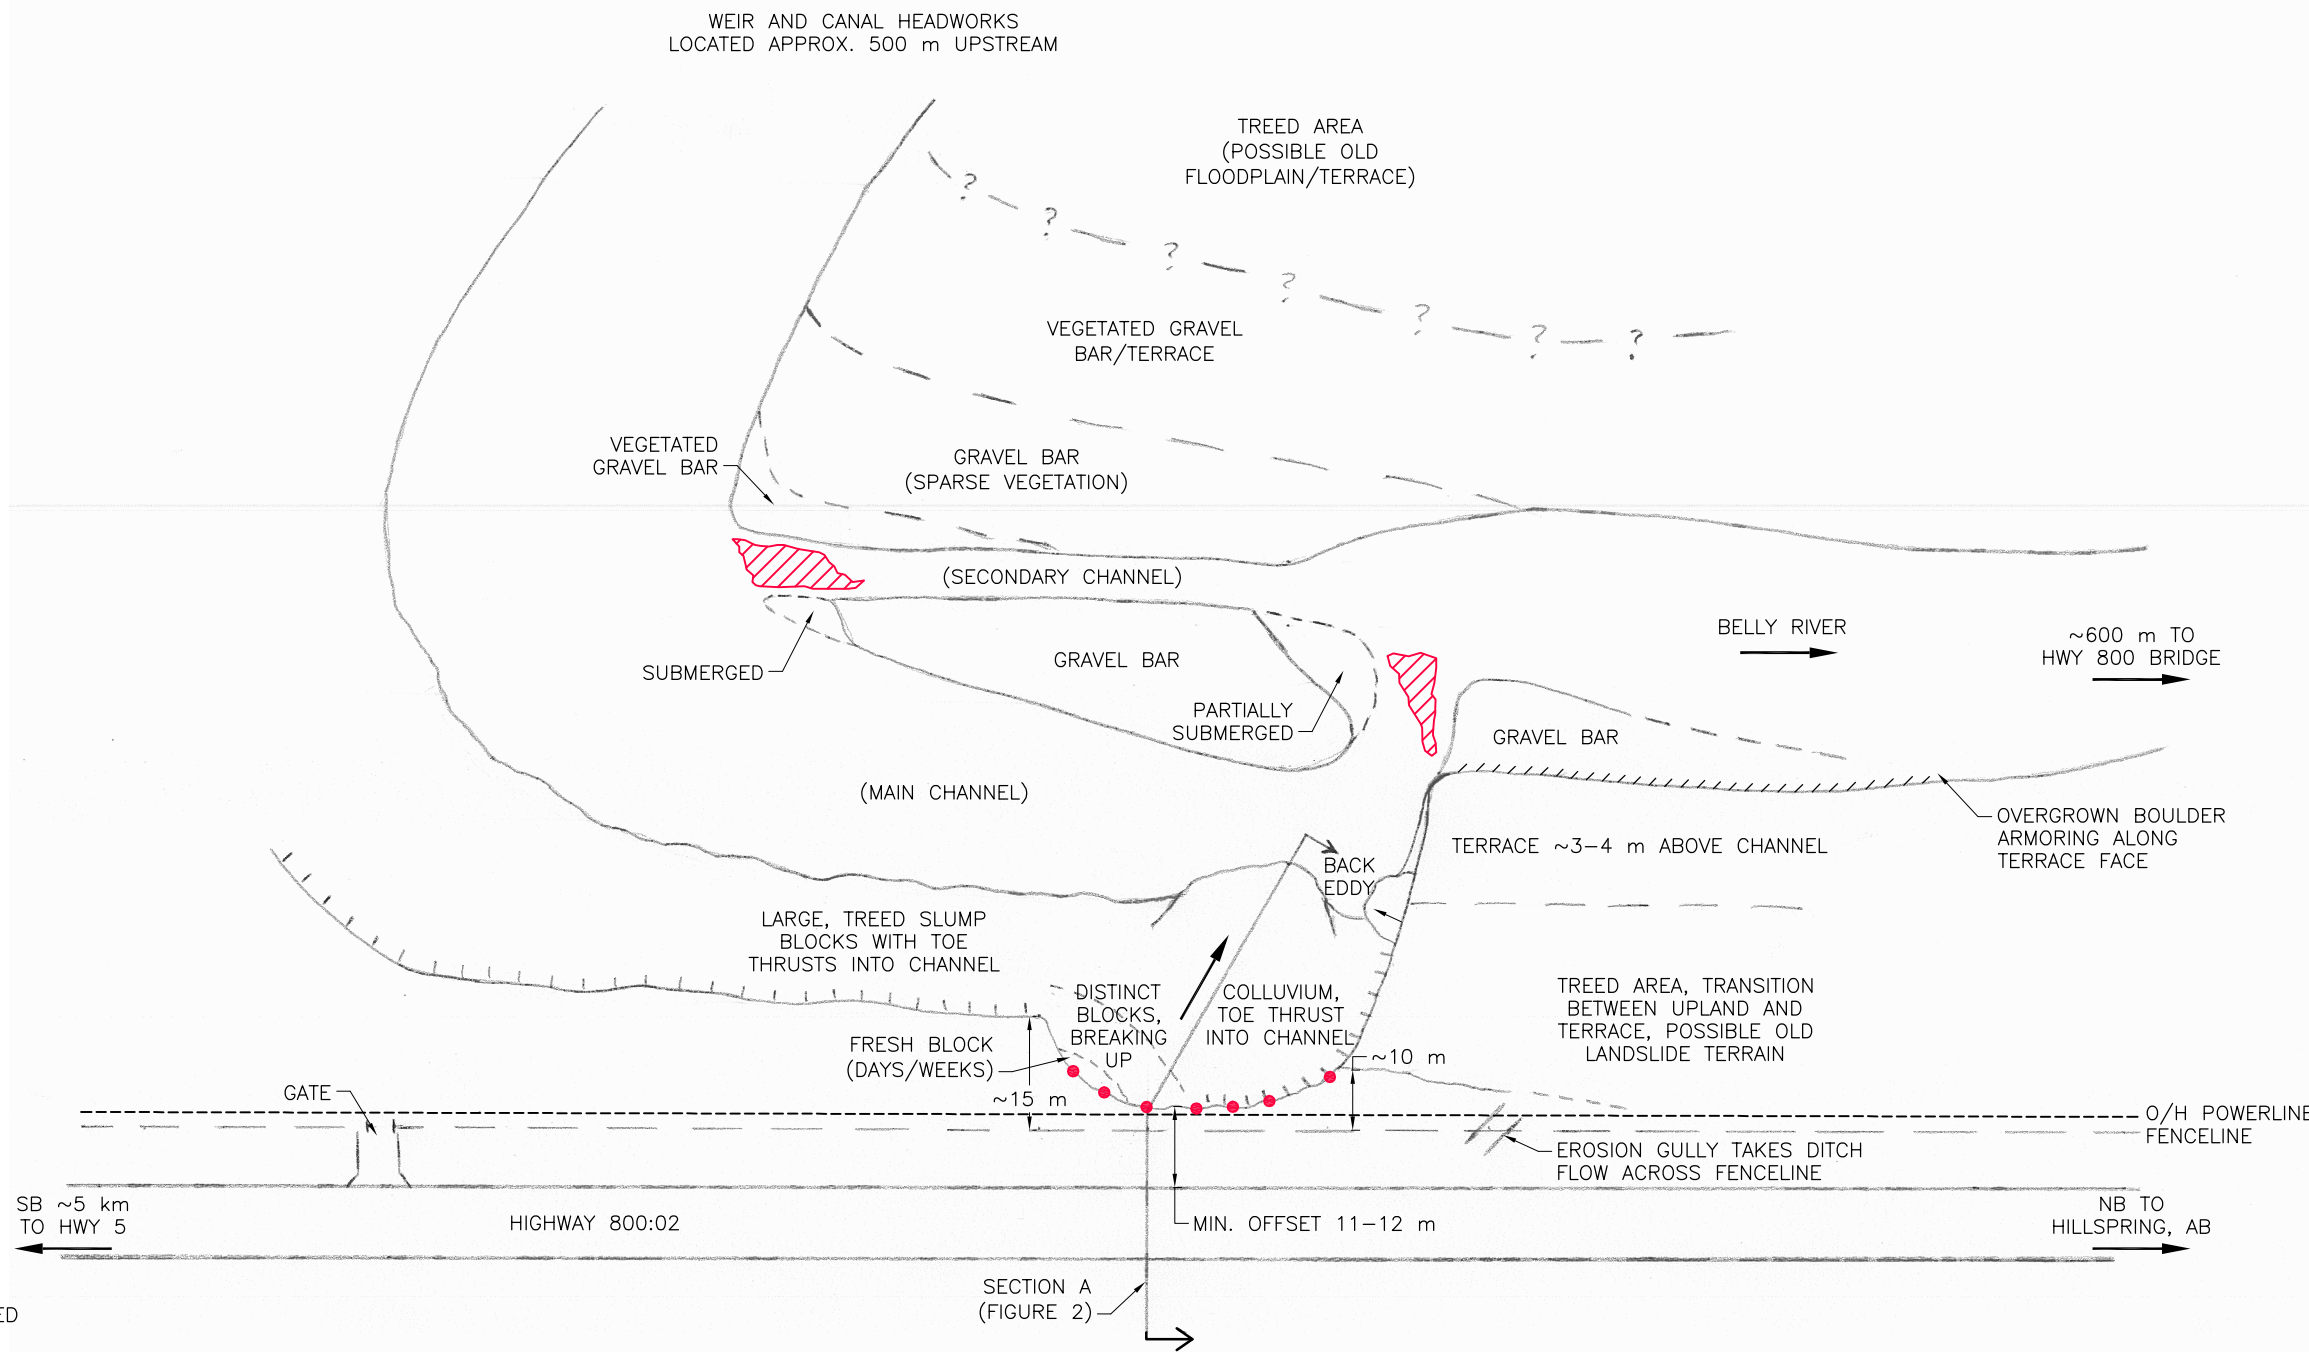 WEIR AND CANAL HEADWORKS
LOCATED APPROX. 500 m UPSTREAM
TREED AREA
(POSSIBLE OLD
FLOODPLAIN/TERRACE)
?
?
?
?
?
?
?
VEGETATED GRAVEL
BAR/TERRACE
VEGETATED
GRAVEL BAR
GRAVEL BAR
(SPARSE VEGETATION)
(SECONDARY CHANNEL)
BELLY RIVER
~600 m TO
HWY 800 BRIDGE
SUBMERGED
GRAVEL BAR
PARTIALLY
SUBMERGED
GRAVEL BAR
(MAIN CHANNEL)
OVERGROWN BOULDER
ARMORING ALONG
TERRACE FACE
TERRACE ~3-4 m ABOVE CHANNEL
BACK
EDDY
LARGE, TREED SLUMP
BLOCKS WITH TOE
THRUSTS INTO CHANNEL
DISTINCT
BLOCKS,
BREAKING
UP
COLLUVIUM,
TOE THRUST
INTO CHANNEL
TREED AREA, TRANSITION
BETWEEN UPLAND AND
TERRACE, POSSIBLE OLD
LANDSLIDE TERRAIN
FRESH BLOCK
(DAYS/WEEKS)
~10 m
GATE
~15 m
O/H POWERLINE
FENCELINE
EROSION GULLY TAKES DITCH
FLOW ACROSS FENCELINE
SB ~5 km
TO HWY 5
HIGHWAY 800:02
MIN. OFFSET 11-12 m
NB TO
HILLSPRING, AB
SECTION A
(FIGURE 2)